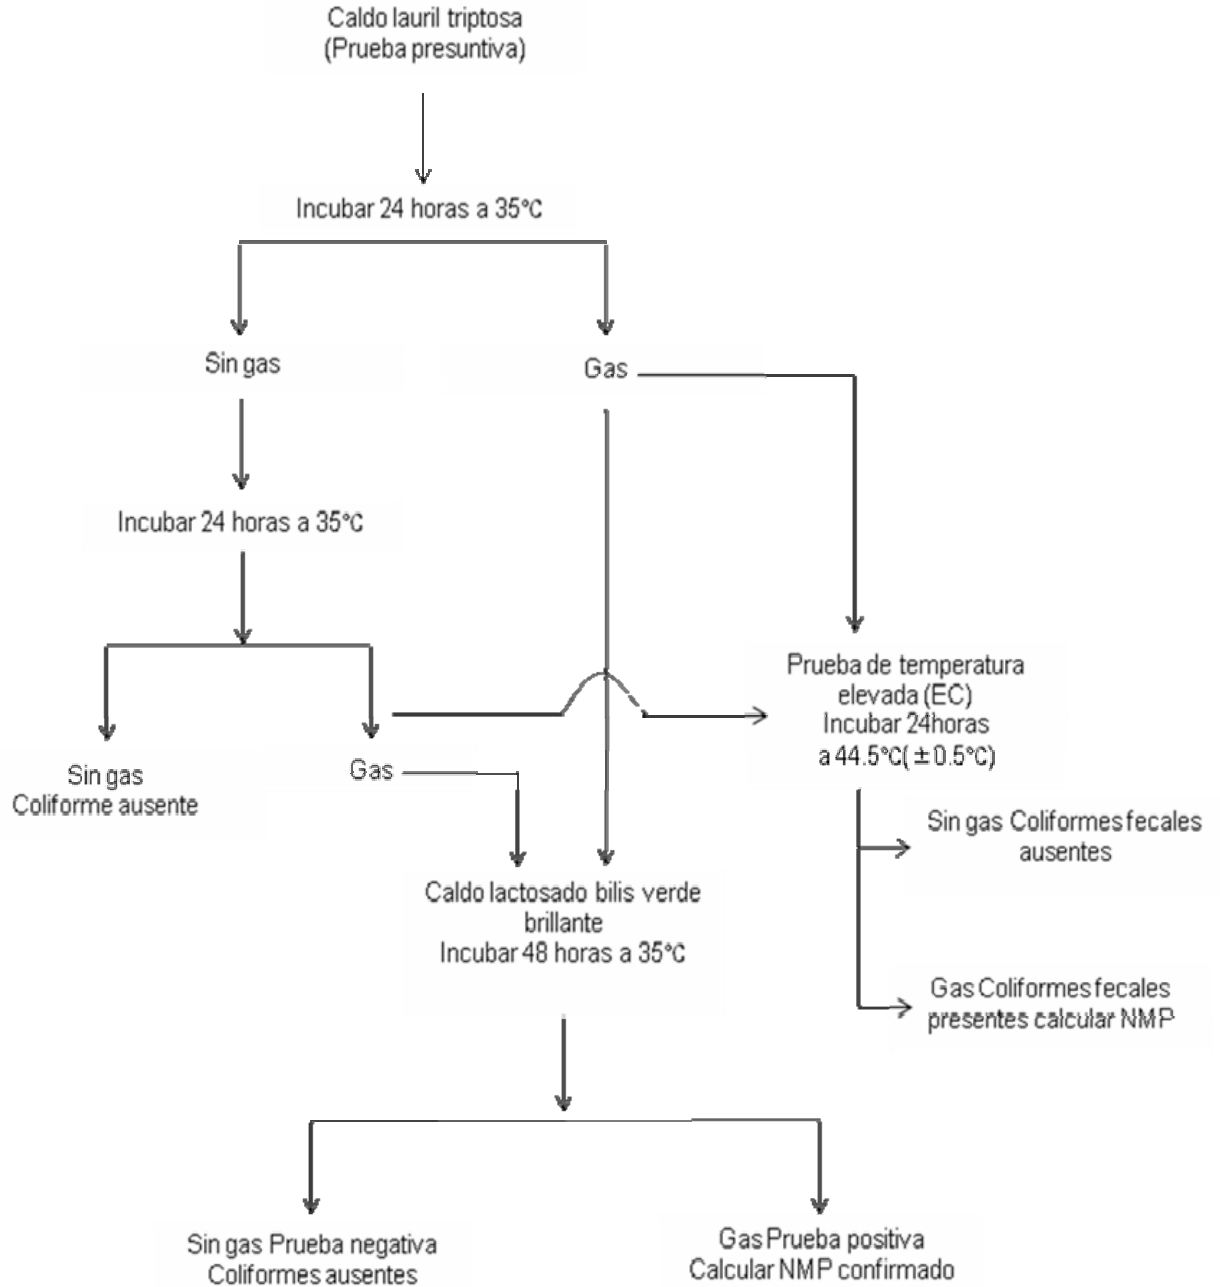 Caldo lauril triptosa
(Prueba presuntiva)
Incubar 24 horas a 35°C
Sin gas
Gas
Incubar 24 horas a 35°C
Prueba de temperatura
elevada (EC)
Incubar 24horas
a 44.5°C( ±0.5°C)
Sin gas
Coliforme ausente
Gas
Sin gas Coliformes fecales
ausentes
Caldo lactosado bilis verde
brillante
Incubar 48 horas a 35°C
Gas Coliformes fecales
presentes calcular NMP
Sin gas Prueba negativa
Coliformes ausentes
Gas Prueba positiva
Calcular NMP confirmado